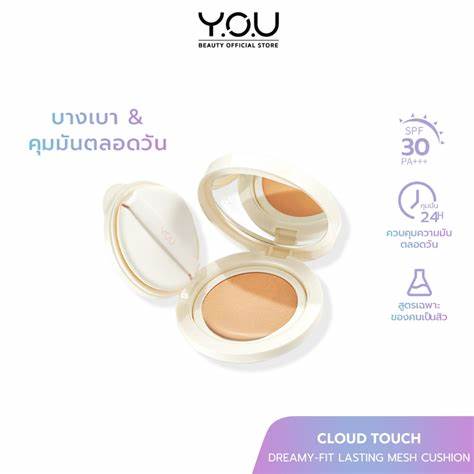 Y.O.U
BEAUTY OFFICIAL STORE
บางเบา &
คุมมันตลอดวัน
SPF
30
PA+++
คุมมัน
24H
ควบคุมความมัน
ตลอดวัน
สูตรเฉพาะ
ของคนเป็นสิว
Y.O.U
CLOUD TOUCH
DREAMY-FIT LASTING MESH CUSHION